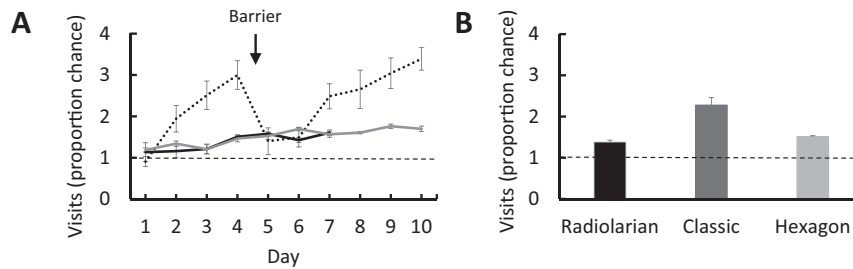 A
Barrier
Visits (proportion chance)
4
3
2
1
0
1 2 3 4 5 6 7 8 9 10
Day
B
Visits (proportion chance)
4
3
2
1
0
Radiolarian Classic Hexagon